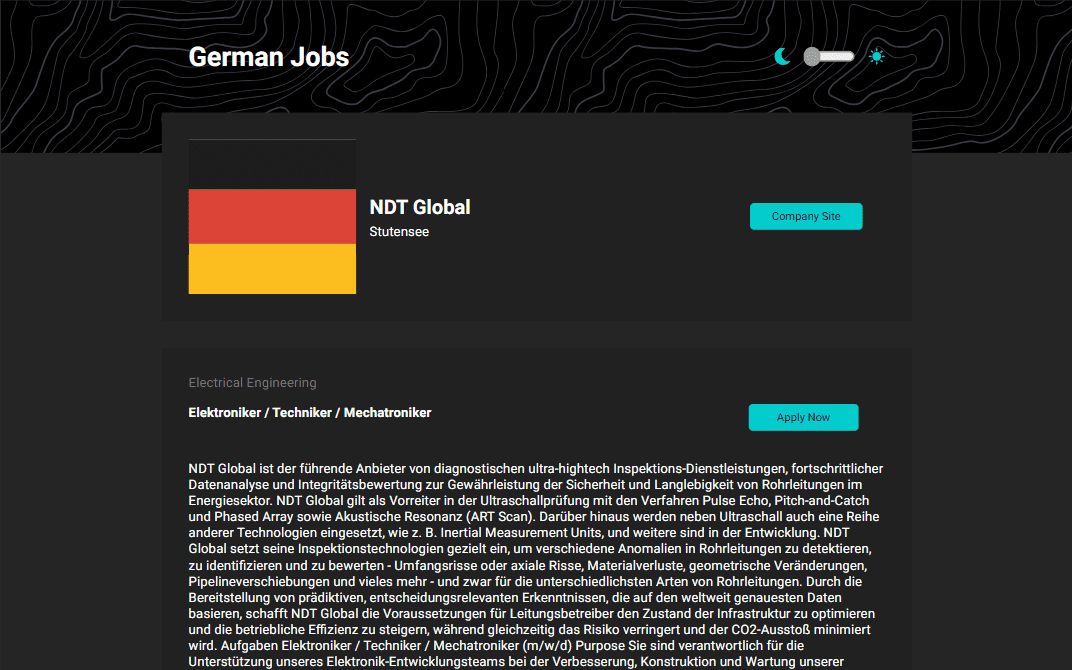 German Jobs
NDT Global
Stutensee
Company Site
Electrical Engineering
Elektroniker / Techniker / Mechatroniker
Apply Now
NDT Global ist der führende Anbieter von diagnostischen ultra-hightech Inspektions-Dienstleistungen, fortschrittlicher
Datenanalyse und Integritätsbewertung zur Gewährleistung der Sicherheit und Langlebigkeit von Rohrleitungen im
Energiesektor. NDT Global gilt als Vorreiter in der Ultraschallprüfung mit den Verfahren Pulse Echo, Pitch-and-Catch
und Phased Array sowie Akustische Resonanz (ART Scan). Darüber hinaus werden neben Ultraschall auch eine Reihe
anderer Technologien eingesetzt, wie z. B. Inertial Measurement Units, und weitere sind in der Entwicklung. NDT
Global setzt seine Inspektionstechnologien gezielt ein, um verschiedene Anomalien in Rohrleitungen zu detektieren,
zu identifizieren und zu bewerten - Umfangsrisse oder axiale Risse, Materialverluste, geometrische Veränderungen,
Pipelineverschiebungen und vieles mehr - und zwar für die unterschiedlichsten Arten von Rohrleitungen. Durch die
Bereitstellung von prädiktiven, entscheidungsrelevanten Erkenntnissen, die auf den weltweit genauesten Daten
basieren, schafft NDT Global die Voraussetzungen für Leitungsbetreiber den Zustand der Infrastruktur zu optimieren
und die betriebliche Effizienz zu steigern, während gleichzeitig das Risiko verringert und der CO2-Ausstoß minimiert
wird. Aufgaben Elektroniker / Techniker / Mechatroniker (m/w/d) Purpose Sie sind verantwortlich für die
Unterstützung unseres Elektronik-Entwicklungsteams bei der Verbesserung, Konstruktion und Wartung unserer